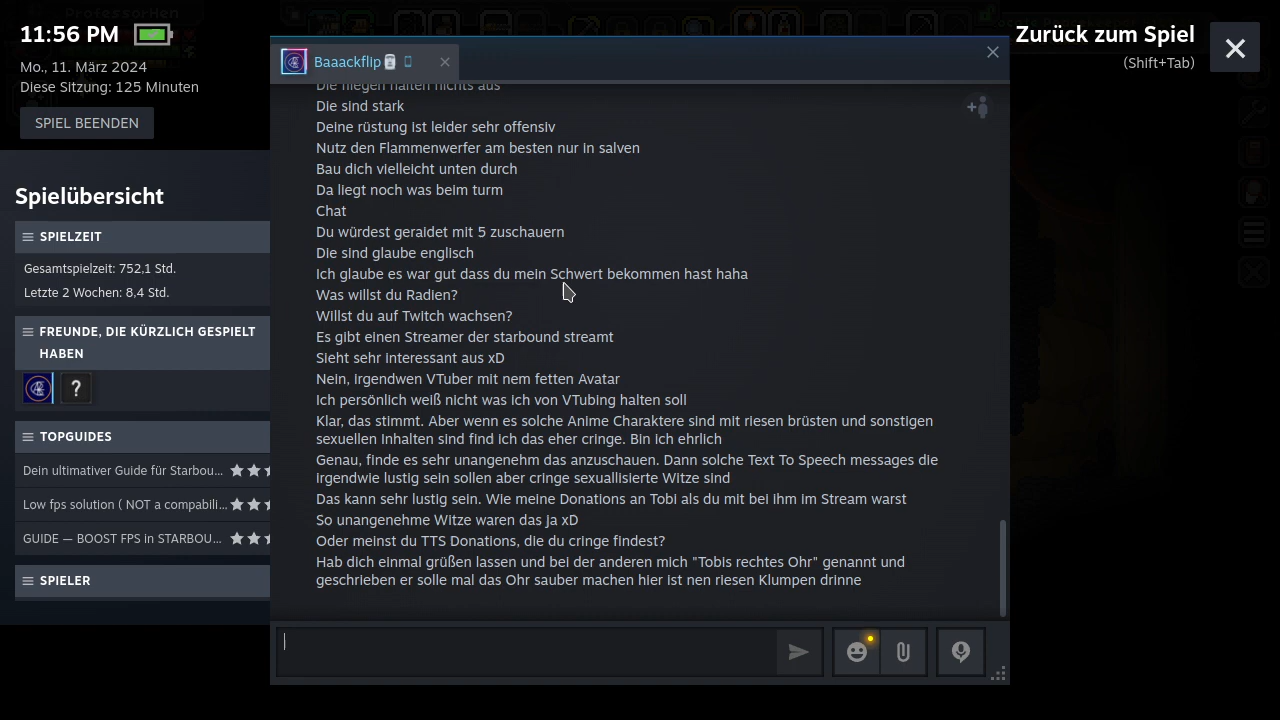 ProfessorHen
11:56 PM
Mo., 11. März 2024
Diese Sitzung: 125 Minuten
SPIEL BEENDEN
Zurück zum Spiel
(Shift+Tab)
Spielübersicht
SPIELZEIT
Gesamtspielzeit: 752,1 Std.
Letzte 2 Wochen: 8,4 Std.
FREUNDE, DIE KÜRZLICH GESPIELT
HABEN
?
TOPGUIDES
Dein ultimativer Guide für Starbou...
Low fps solution ( NOT a compabili...
GUIDE — BOOST FPS in STARBOU...
SPIELER
Baaackflip
Die fliegen halten nichts aus
Die sind stark
Deine rüstung ist leider sehr offensiv
Nutz den Flammenwerfer am besten nur in salven
Bau dich vielleicht unten durch
Da liegt noch was beim turm
Chat
Du würdest geraidet mit 5 zuschauern
Die sind glaube englisch
Ich glaube es war gut dass du mein Schwert bekommen hast haha
Was willst du Radien?
Willst du auf Twitch wachsen?
Es gibt einen Streamer der starbound streamt
Sieht sehr interessant aus xD
Nein, irgendwen VTuber mit nem fetten Avatar
Ich persönlich weiß nicht was ich von VTubing halten soll
Klar, das stimmt. Aber wenn es solche Anime Charaktere sind mit riesen brüsten und sonstigen
sexuellen Inhalten sind find ich das eher cringe. Bin ich ehrlich
Genau, finde es sehr unangenehm das anzuschauen. Dann solche Text To Speech messages die
irgendwie lustig sein sollen aber cringe sexuallisierte Witze sind
Das kann sehr lustig sein. Wie meine Donations an Tobi als du mit bei ihm im Stream warst
So unangenehme Witze waren das ja xD
Oder meinst du TTS Donations, die du cringe findest?
Hab dich einmal grüßen lassen und bei der anderen mich "Tobis rechtes Ohr" genannt und
geschrieben er solle mal das Ohr sauber machen hier ist nen riesen Klumpen drinne